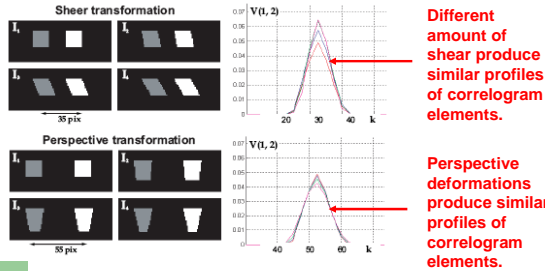 Sheer transformation
I₁ I₂
I₃ I₄
35 pix
V(1, 2)
0.07
0.06
0.05
0.04
0.03
0.02
0.01
0
20 30 40 k
Different
amount of
shear produce
similar profiles
of correlogram
elements.
Perspective transformation
I₁ I₂
I₄ I₃
55 pix
V(1, 2)
0.07
0.06
0.05
0.04
0.03
0.02
0.01
0
40 50 60 k
Perspective
deformations
produce similar
profiles of
correlogram
elements.